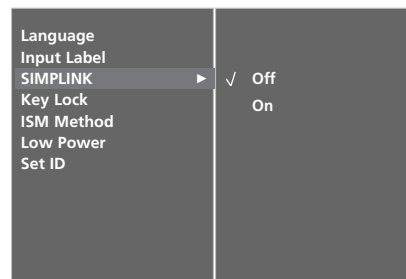 Language
Input Label
SIMPLINK ► √ Off
Key Lock On
ISM Method
Low Power
Set ID